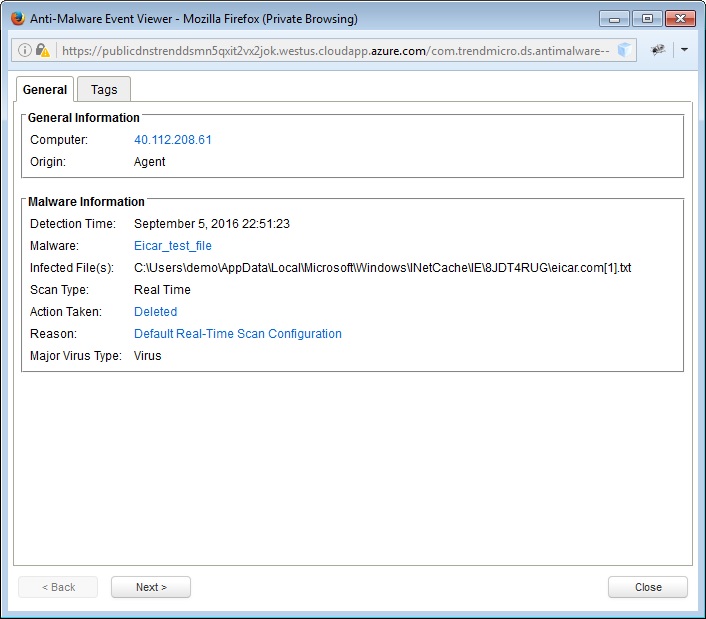 Anti-Malware Event Viewer - Mozilla Firefox (Private Browsing)
https://publicdnstrenddsmn5qxit2vx2jok.westus.cloudapp.azure.com/com.trendmicro.ds.antimalware--
General Tags
General Information
Computer: 40.112.208.61
Origin: Agent
Malware Information
Detection Time: September 5, 2016 22:51:23
Malware: Eicar_test_file
Infected File(s): C:\Users\demo\AppData\Local\Microsoft\Windows\INetCache\IE\8JDT4RUG\eicar.com[1].txt
Scan Type: Real Time
Action Taken: Deleted
Reason: Default Real-Time Scan Configuration
Major Virus Type: Virus
< Back Next > Close